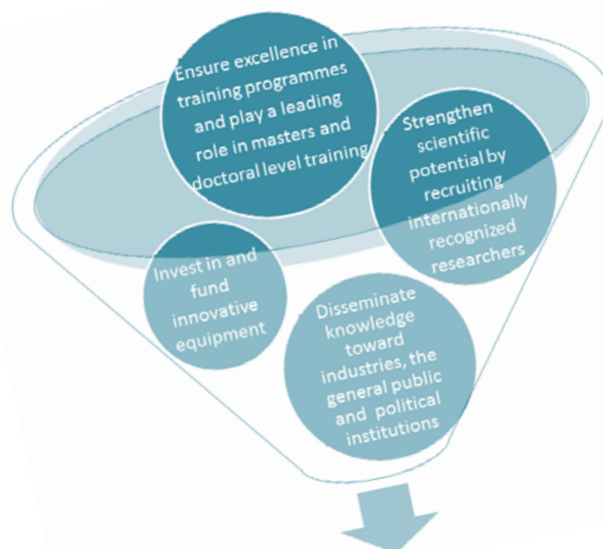 Ensure excellence in
training programmes
and play a leading
role in masters and
doctoral level training
Strengthen
scientific
potential by
recruiting
internationally
recognized
researchers
Invest in and
fund
innovative
equipment
Disseminate
knowledge
toward
industries, the
general public
and political
institutions